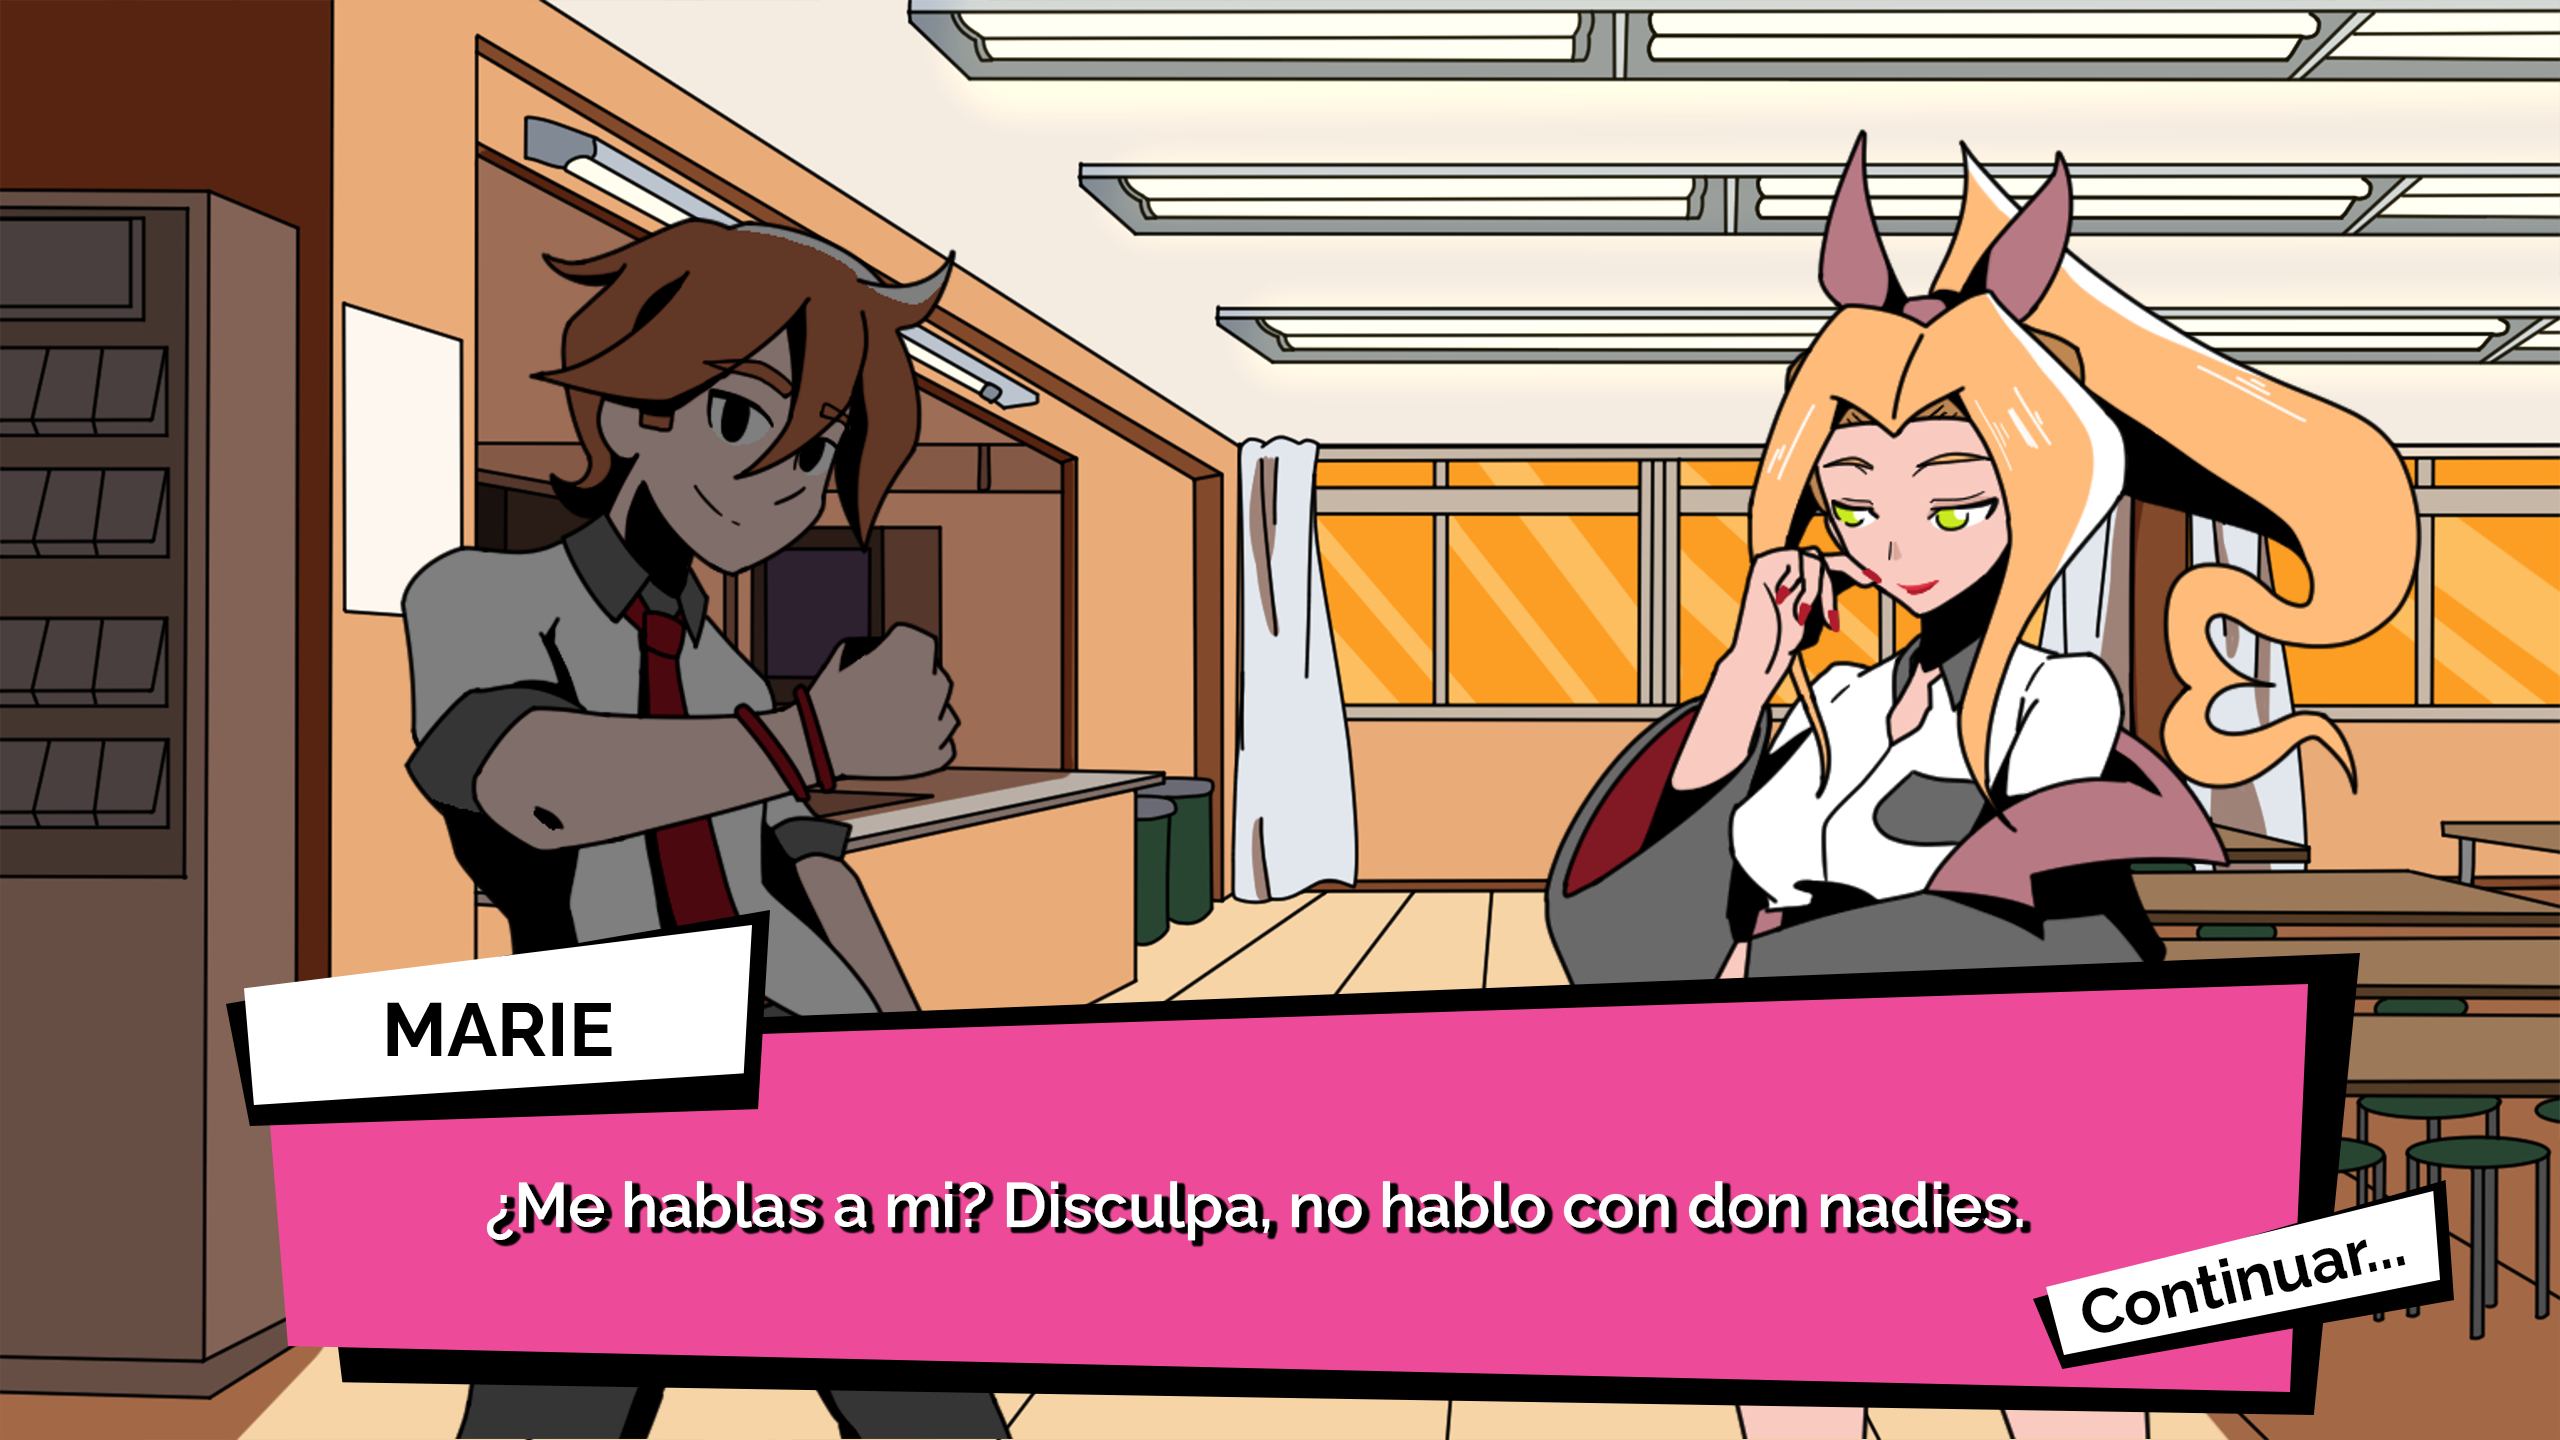 MARIE
¿Me hablas a mi? Disculpa, no hablo con don nadies.
Continuar...